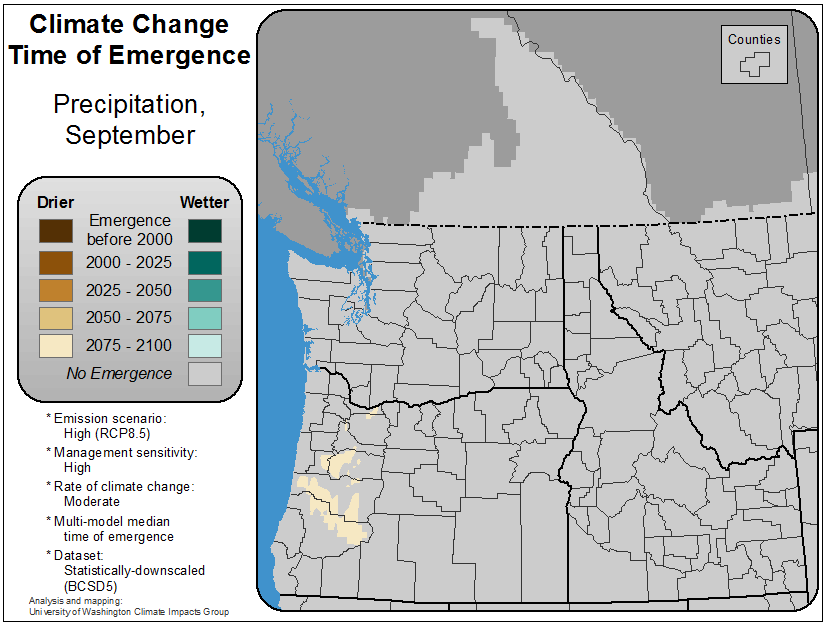 Climate Change
Time of Emergence
Precipitation,
September
Drier
Wetter
Emergence
before 2000
2000 - 2025
2025 - 2050
2050 - 2075
2075 - 2100
No Emergence
* Emission scenario:
High (RCP8.5)
* Management sensitivity:
High
* Rate of climate change:
Moderate
* Multi-model median
time of emergence
* Dataset:
Statistically-downscaled
(BCSD5)
Analysis and mapping:
University of Washington Climate Impacts Group
Counties